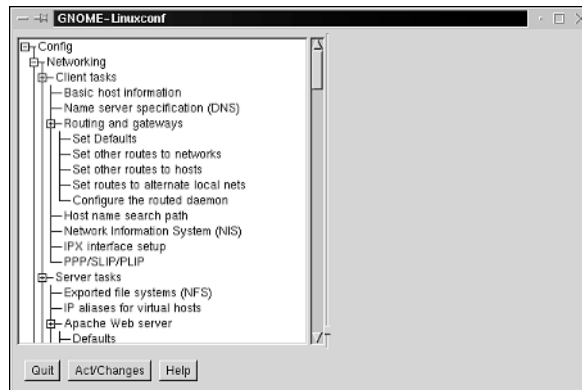 GNOME-Linuxconf
Config
Networking
Client tasks
Basic host information
Name server specification (DNS)
Routing and gateways
Set Defaults
Set other routes to networks
Set other routes to hosts
Set routes to alternate local nets
Configure the routed daemon
Host name search path
Network Information System (NIS)
IPX interface setup
PPP/SLIP/PLIP
Server tasks
Exported file systems (NFS)
IP aliases for virtual hosts
Apache Web server
Defaults
Quit Act/Changes Help